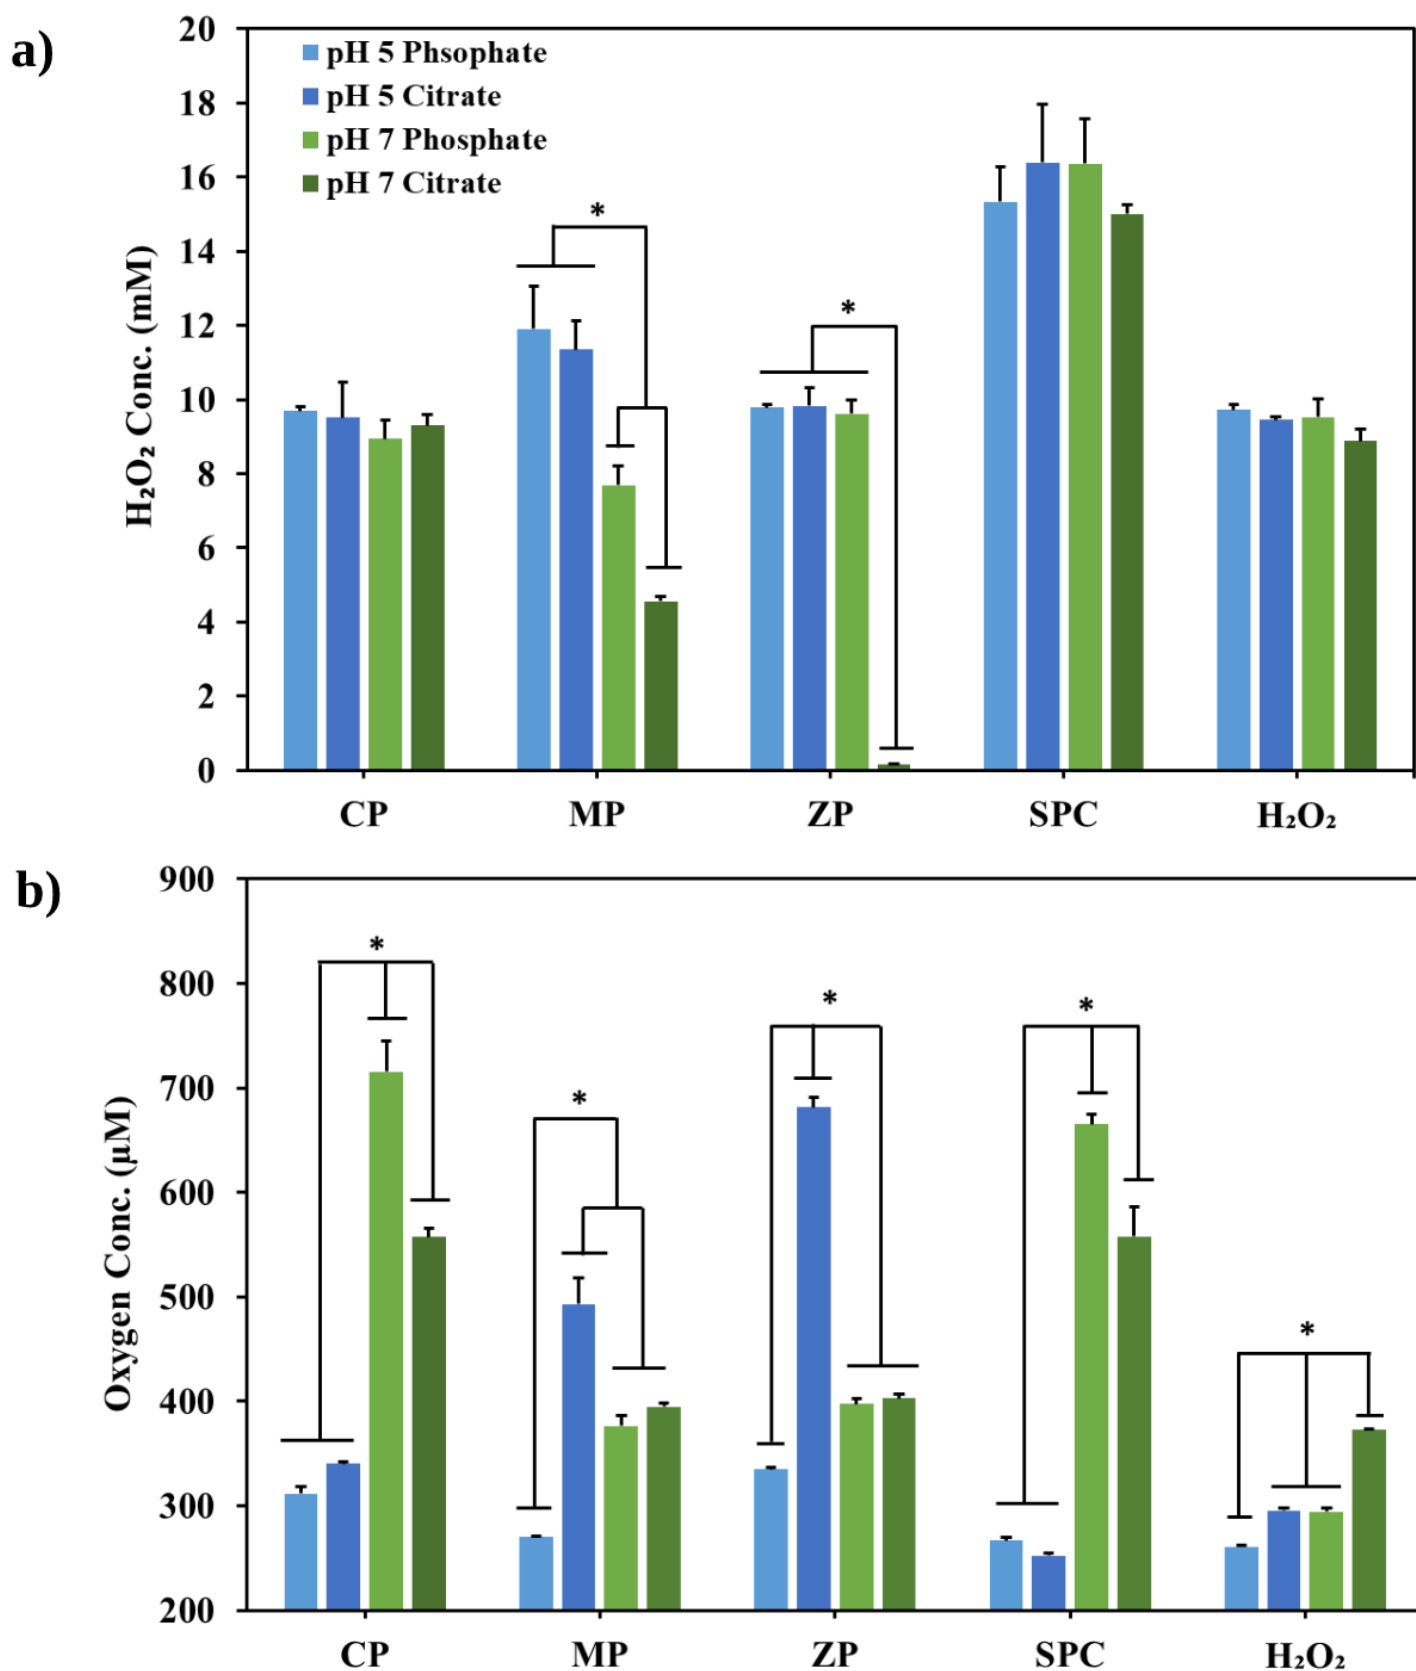 a)
H₂O₂ Conc. (mM)
20
18
16
14
12
10
8
6
4
2
0
pH 5 Phsophate
pH 5 Citrate
pH 7 Phosphate
pH 7 Citrate
*
*
CP MP ZP SPC H₂O₂
b)
Oxygen Conc. (µM)
900
800
700
600
500
400
300
200
*
*
*
*
*
CP MP ZP SPC H₂O₂